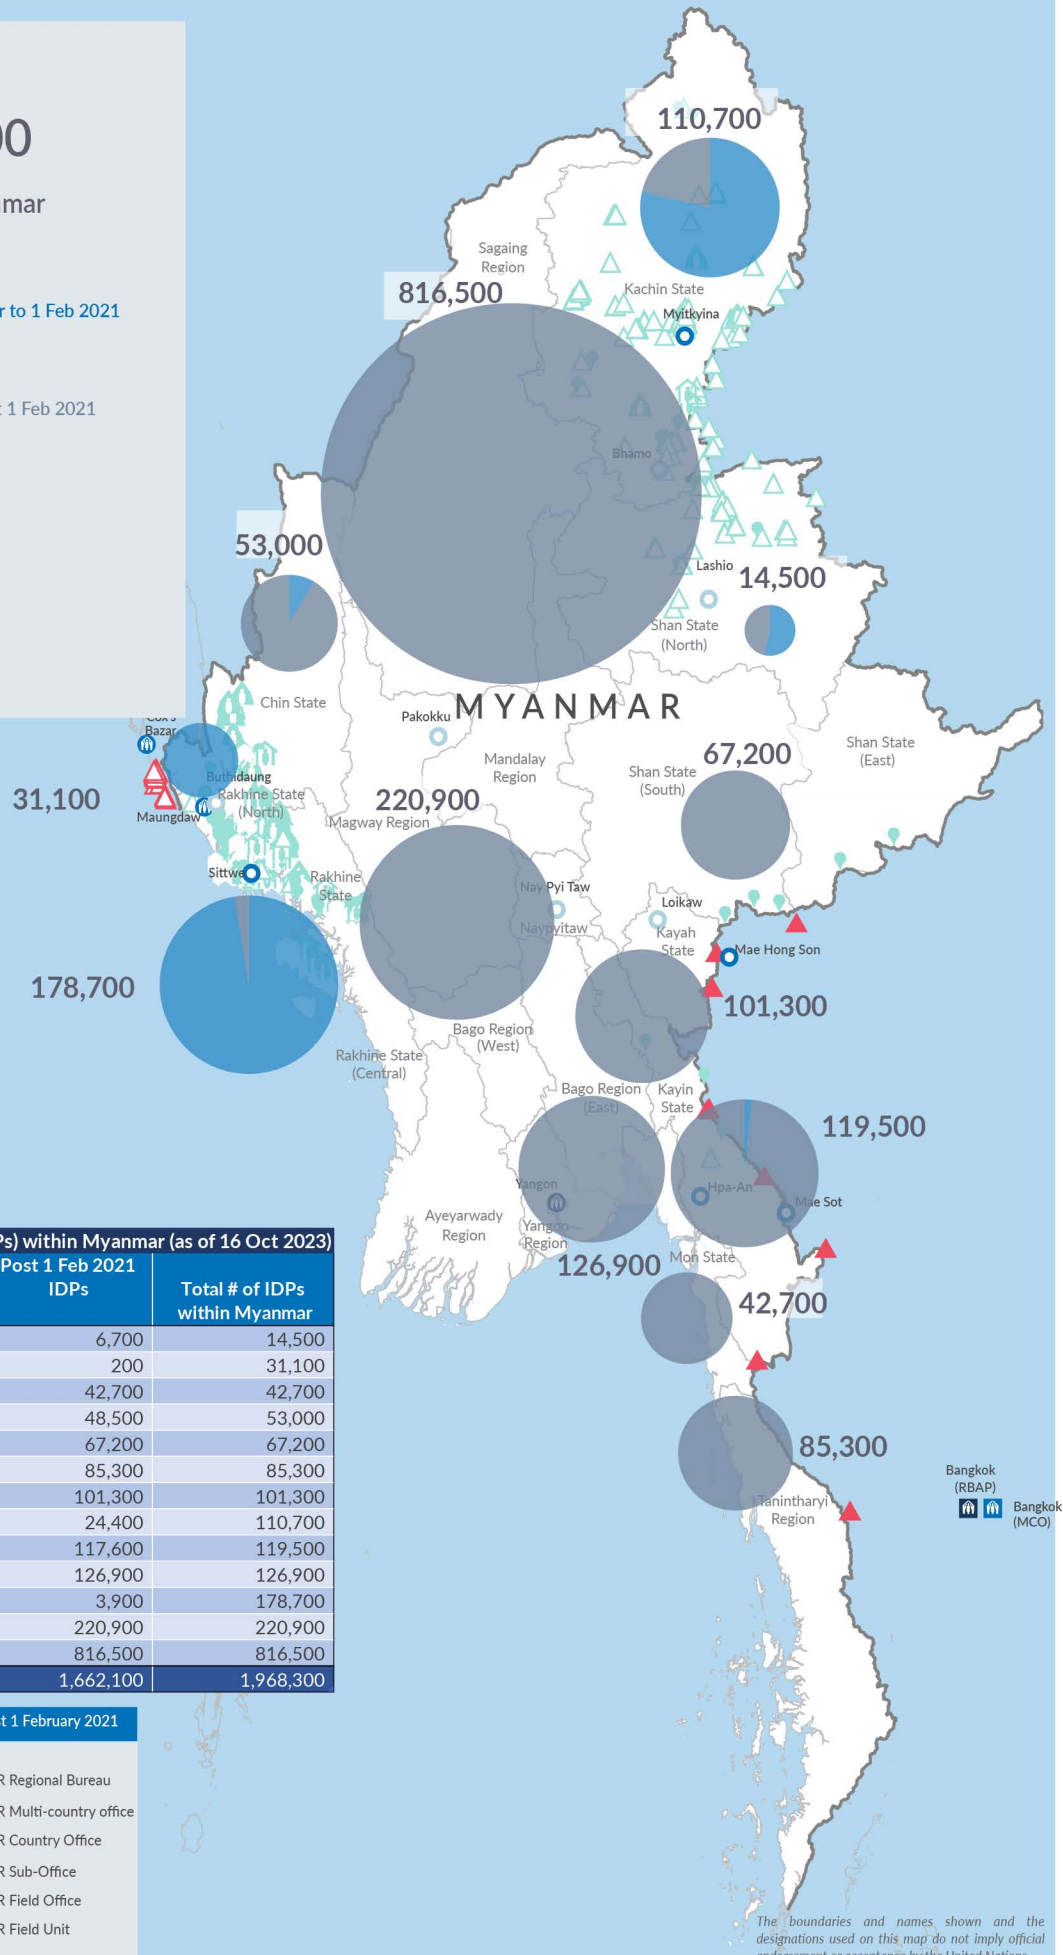 00
mar
r to 1 Feb 2021
1 Feb 2021
110,700
Sagaing
Region
Kachin State
816,500
Myitkyina
Bhamo
53,000
Lashio
14,500
Shan State
(North)
Chin State
MYANMAR
Pakokku
Cox's
Bazar
Mandalay
Region
Shan State
(South)
67,200
Shan State
(East)
Buthidaung
Rakhine State
(North)
31,100
Maungdaw
220,900
Magway Region
Sittwe
Rakhine
State
Nay Pyi Taw
Naypyitaw
Loikaw
Kayah
State
Mae Hong Son
178,700
101,300
Bago Region
(West)
Rakhine State
(Central)
Bago Region
(East)
Kayin
State
119,500
Yangon
Hpa-An
Mae Sot
Ayeyarwady
Region
Yangon
Region
126,900
Mon State
42,700
85,300
Tanintharyi
Region
Bangkok
(RBAP)
Bangkok
(MCO)
Ps) within Myanmar (as of 16 Oct 2023)
Post 1 Feb 2021
IDPs
Total # of IDPs
within Myanmar
6,700 14,500
200 31,100
42,700 42,700
48,500 53,000
67,200 67,200
85,300 85,300
101,300 101,300
24,400 110,700
117,600 119,500
126,900 126,900
3,900 178,700
220,900 220,900
816,500 816,500
1,662,100 1,968,300
st 1 February 2021
R Regional Bureau
R Multi-country office
R Country Office
R Sub-Office
R Field Office
R Field Unit
The boundaries and names shown and the
designations used on this map do not imply official